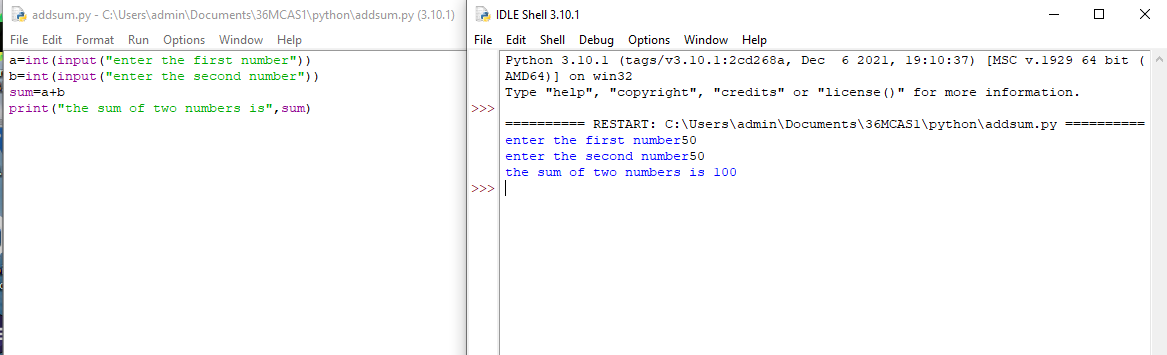 addsum.py - C:\Users\admin\Documents\36MCAS1\python\addsum.py (3.10.1)
File Edit Format Run Options Window Help
a=int(input("enter the first number"))
b=int(input("enter the second number"))
sum=a+b
print("the sum of two numbers is",sum)
IDLE Shell 3.10.1
File Edit Shell Debug Options Window Help
Python 3.10.1 (tags/v3.10.1:2cd268a, Dec  6 2021, 19:10:37) [MSC v.1929 64 bit (
AMD64)] on win32
Type "help", "copyright", "credits" or "license()" for more information.
>>>
========== RESTART: C:\Users\admin\Documents\36MCAS1\python\addsum.py ==========
enter the first number50
enter the second number50
the sum of two numbers is 100
>>>